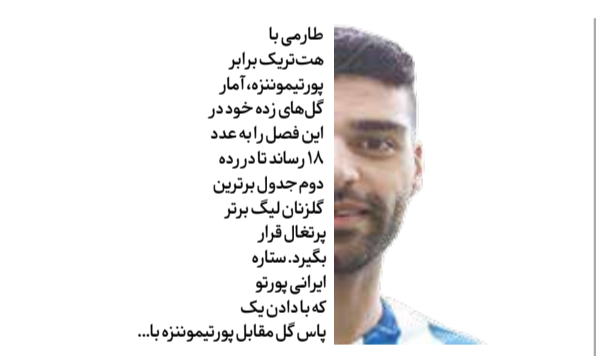 طارمی با
هت‌تریک برابر
پورتیموننزه، آمار
گل‌های زده خود در
این فصل را به عدد
۱۸ رساند تا در رده
دوم جدول برترین
گلزنان لیگ برتر
پرتغال قرار
بگیرد. ستاره
ایرانی پورتو
که با دادن یک
پاس گل مقابل پورتیموننزه با...